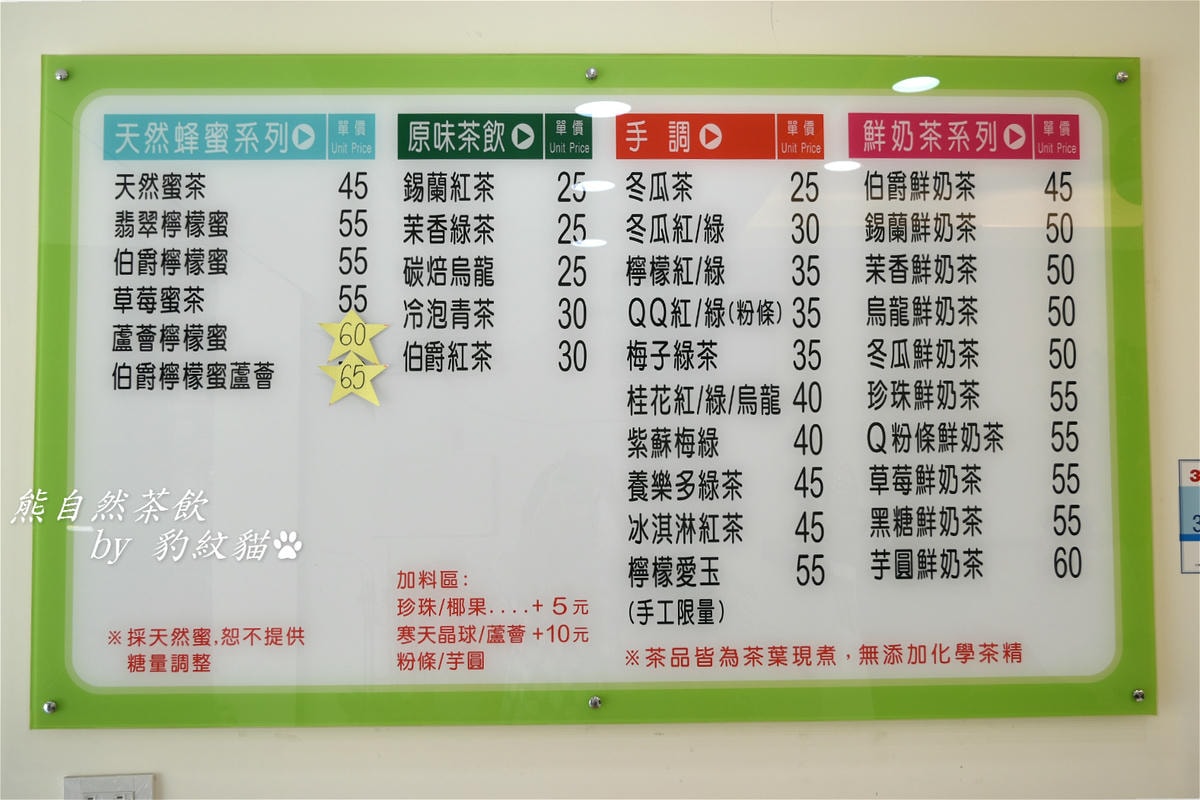 天然蜂蜜系列 單價 Unit Price
天然蜜茶 45
翡翠檸檬蜜 55
伯爵檸檬蜜 55
草莓蜜茶 55
蘆薈檸檬蜜 60
伯爵檸檬蜜蘆薈 65
※採天然蜜,恕不提供
糖量調整
原味茶飲 單價 Unit Price
錫蘭紅茶 25
茉香綠茶 25
碳焙烏龍 25
冷泡青茶 30
伯爵紅茶 30
加料區:
珍珠/椰果....+5元
寒天晶球/蘆薈+10元
粉條/芋圓
手調 單價 Unit Price
冬瓜茶 25
冬瓜紅/綠 30
檸檬紅/綠 35
QQ紅/綠(粉條) 35
梅子綠茶 35
桂花紅/綠/烏龍 40
紫蘇梅綠 40
養樂多綠茶 45
冰淇淋紅茶 45
檸檬愛玉 55
(手工限量)
鮮奶茶系列 單價 Unit Price
伯爵鮮奶茶 45
錫蘭鮮奶茶 50
茉香鮮奶茶 50
烏龍鮮奶茶 50
冬瓜鮮奶茶 50
珍珠鮮奶茶 55
Q粉條鮮奶茶 55
草莓鮮奶茶 55
黑糖鮮奶茶 55
芋圓鮮奶茶 60
※茶品皆為茶葉現煮，無添加化學茶精
熊自然茶飲
by 豹紋貓